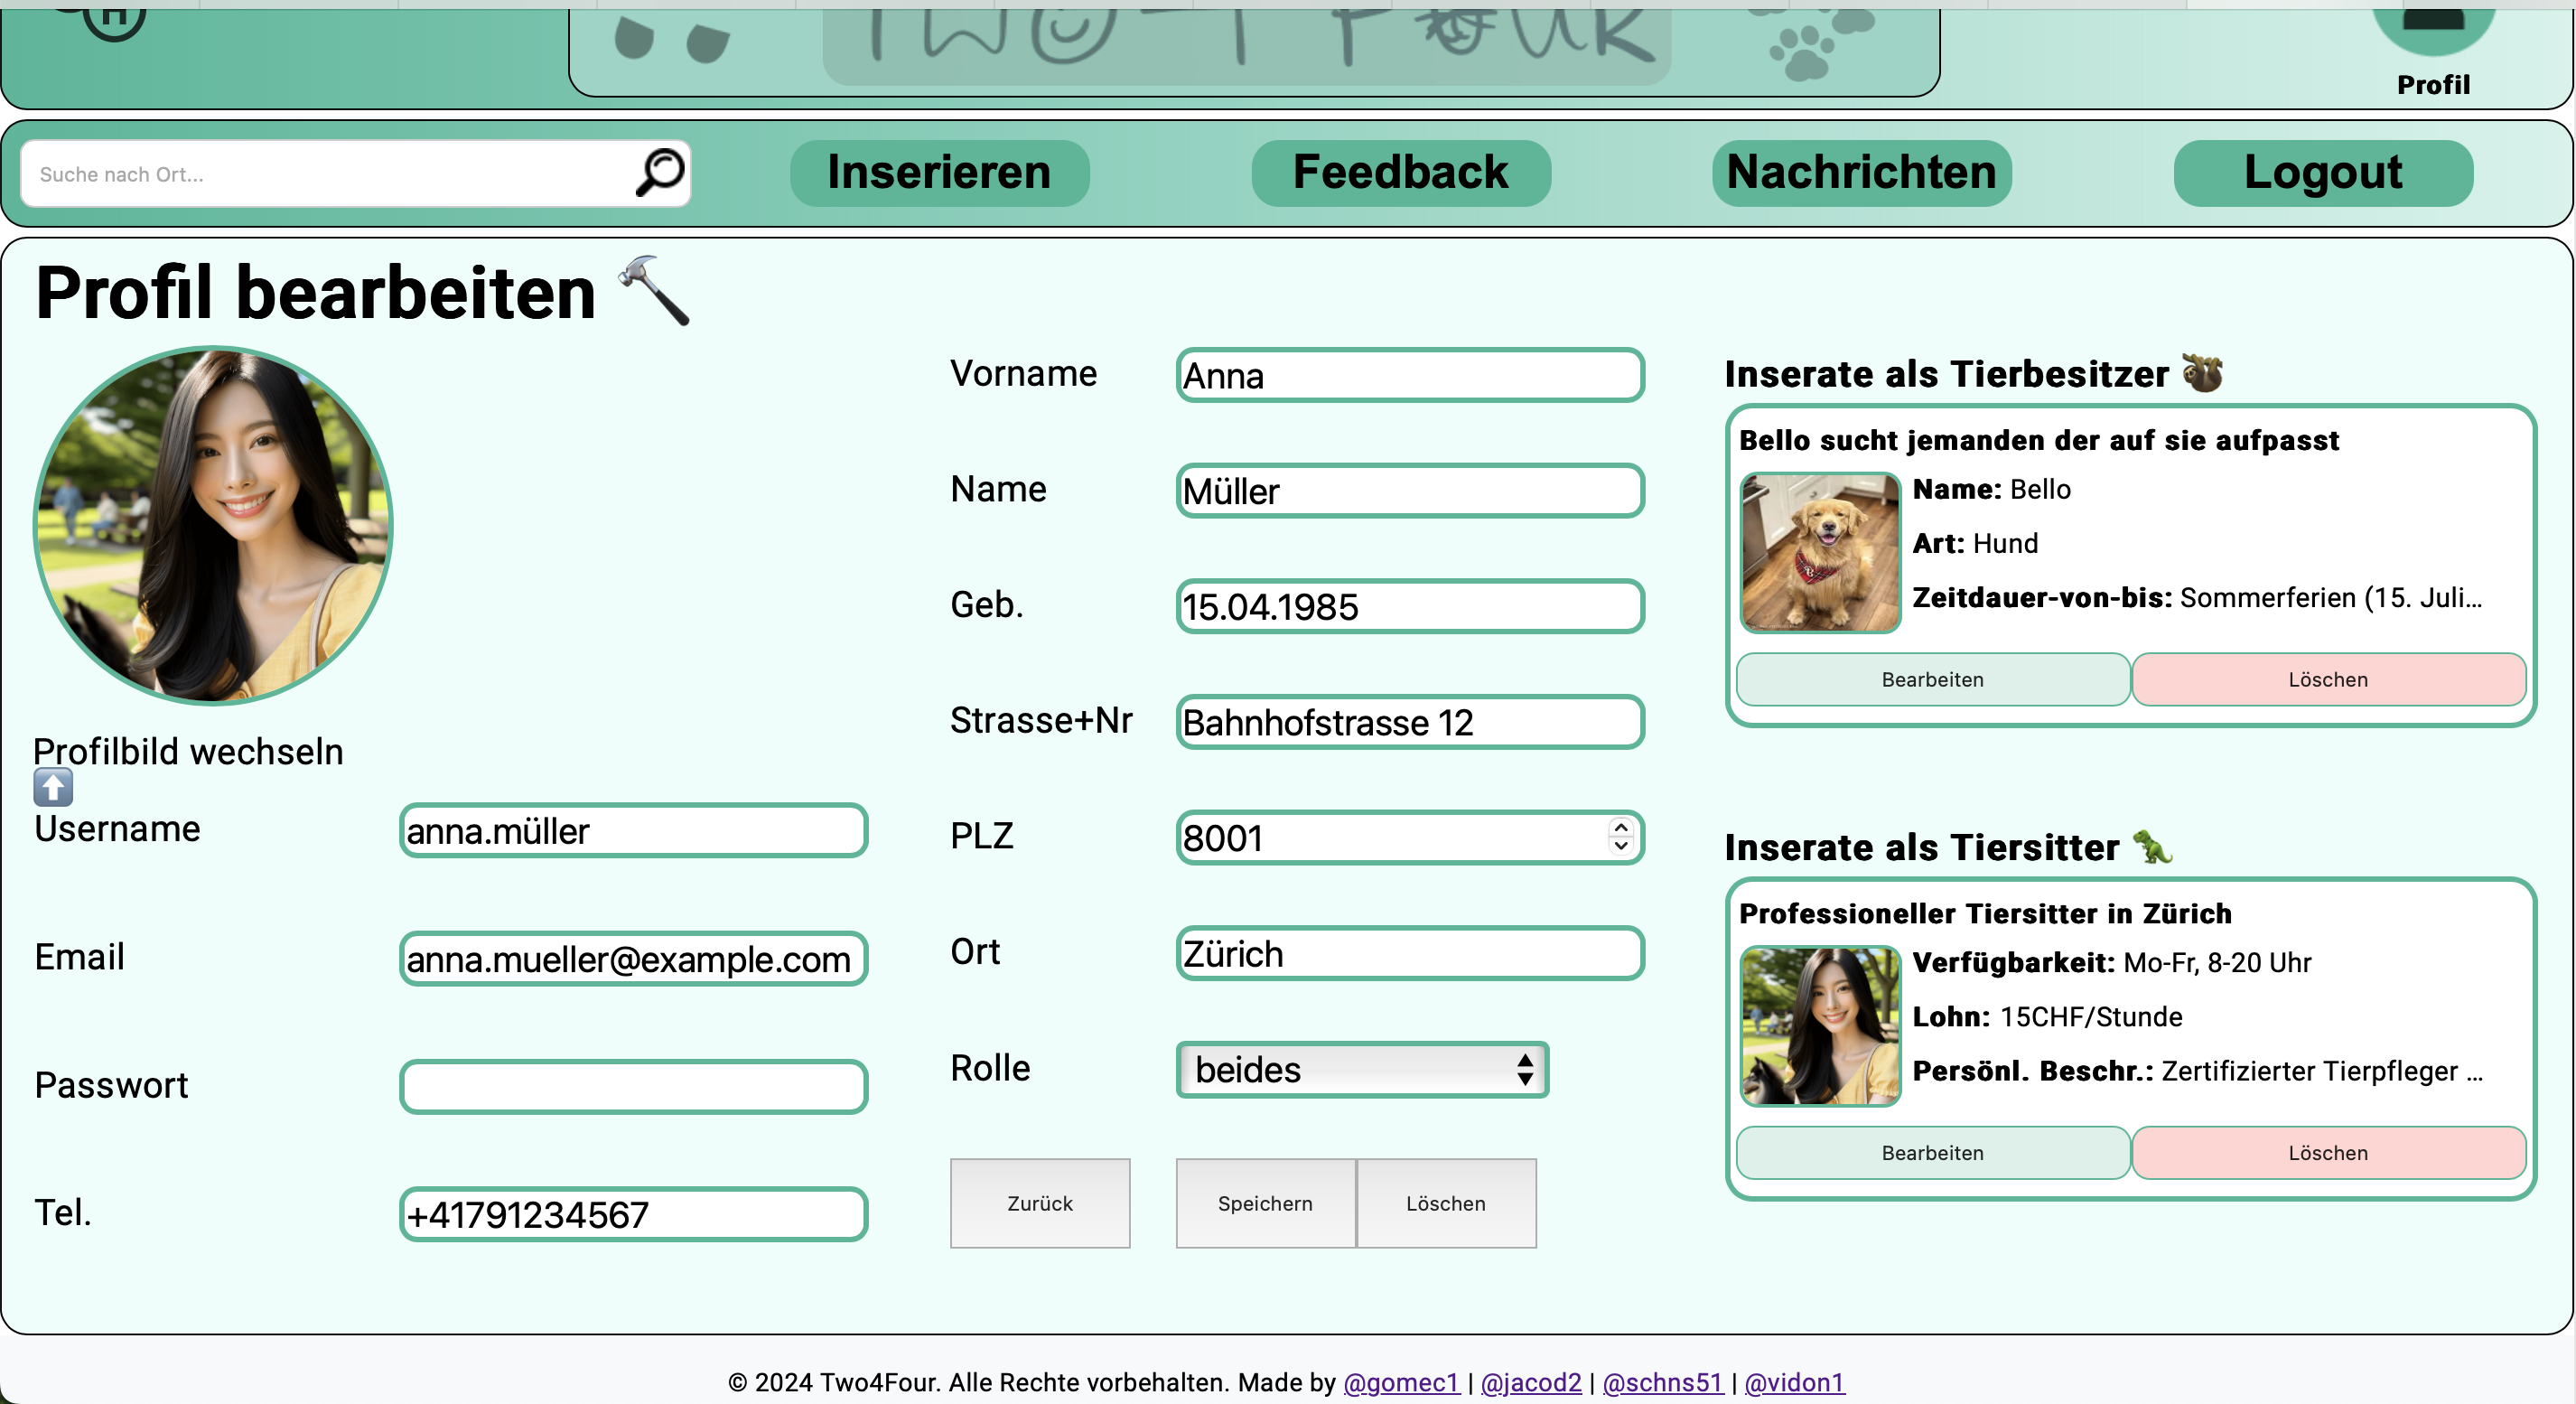 H
TWO 4 FOUR
Profil
Suche nach Ort...
Inserieren
Feedback
Nachrichten
Logout
Profil bearbeiten
Profilbild wechseln
Username
anna.müller
Email
anna.mueller@example.com
Passwort
Tel.
+41791234567
Vorname
Anna
Name
Müller
Geb.
15.04.1985
Strasse+Nr
Bahnhofstrasse 12
PLZ
8001
Ort
Zürich
Rolle
beides
Zurück
Speichern
Löschen
Inserate als Tierbesitzer
Bello sucht jemanden der auf sie aufpasst
Name: Bello
Art: Hund
Zeitdauer-von-bis: Sommerferien (15. Juli...
Bearbeiten
Löschen
Inserate als Tiersitter
Professioneller Tiersitter in Zürich
Verfügbarkeit: Mo-Fr, 8-20 Uhr
Lohn: 15CHF/Stunde
Persönl. Beschr.: Zertifizierter Tierpfleger ...
Bearbeiten
Löschen
© 2024 Two4Four. Alle Rechte vorbehalten. Made by @gomec1 | @jacod2 | @schns51 | @vidon1